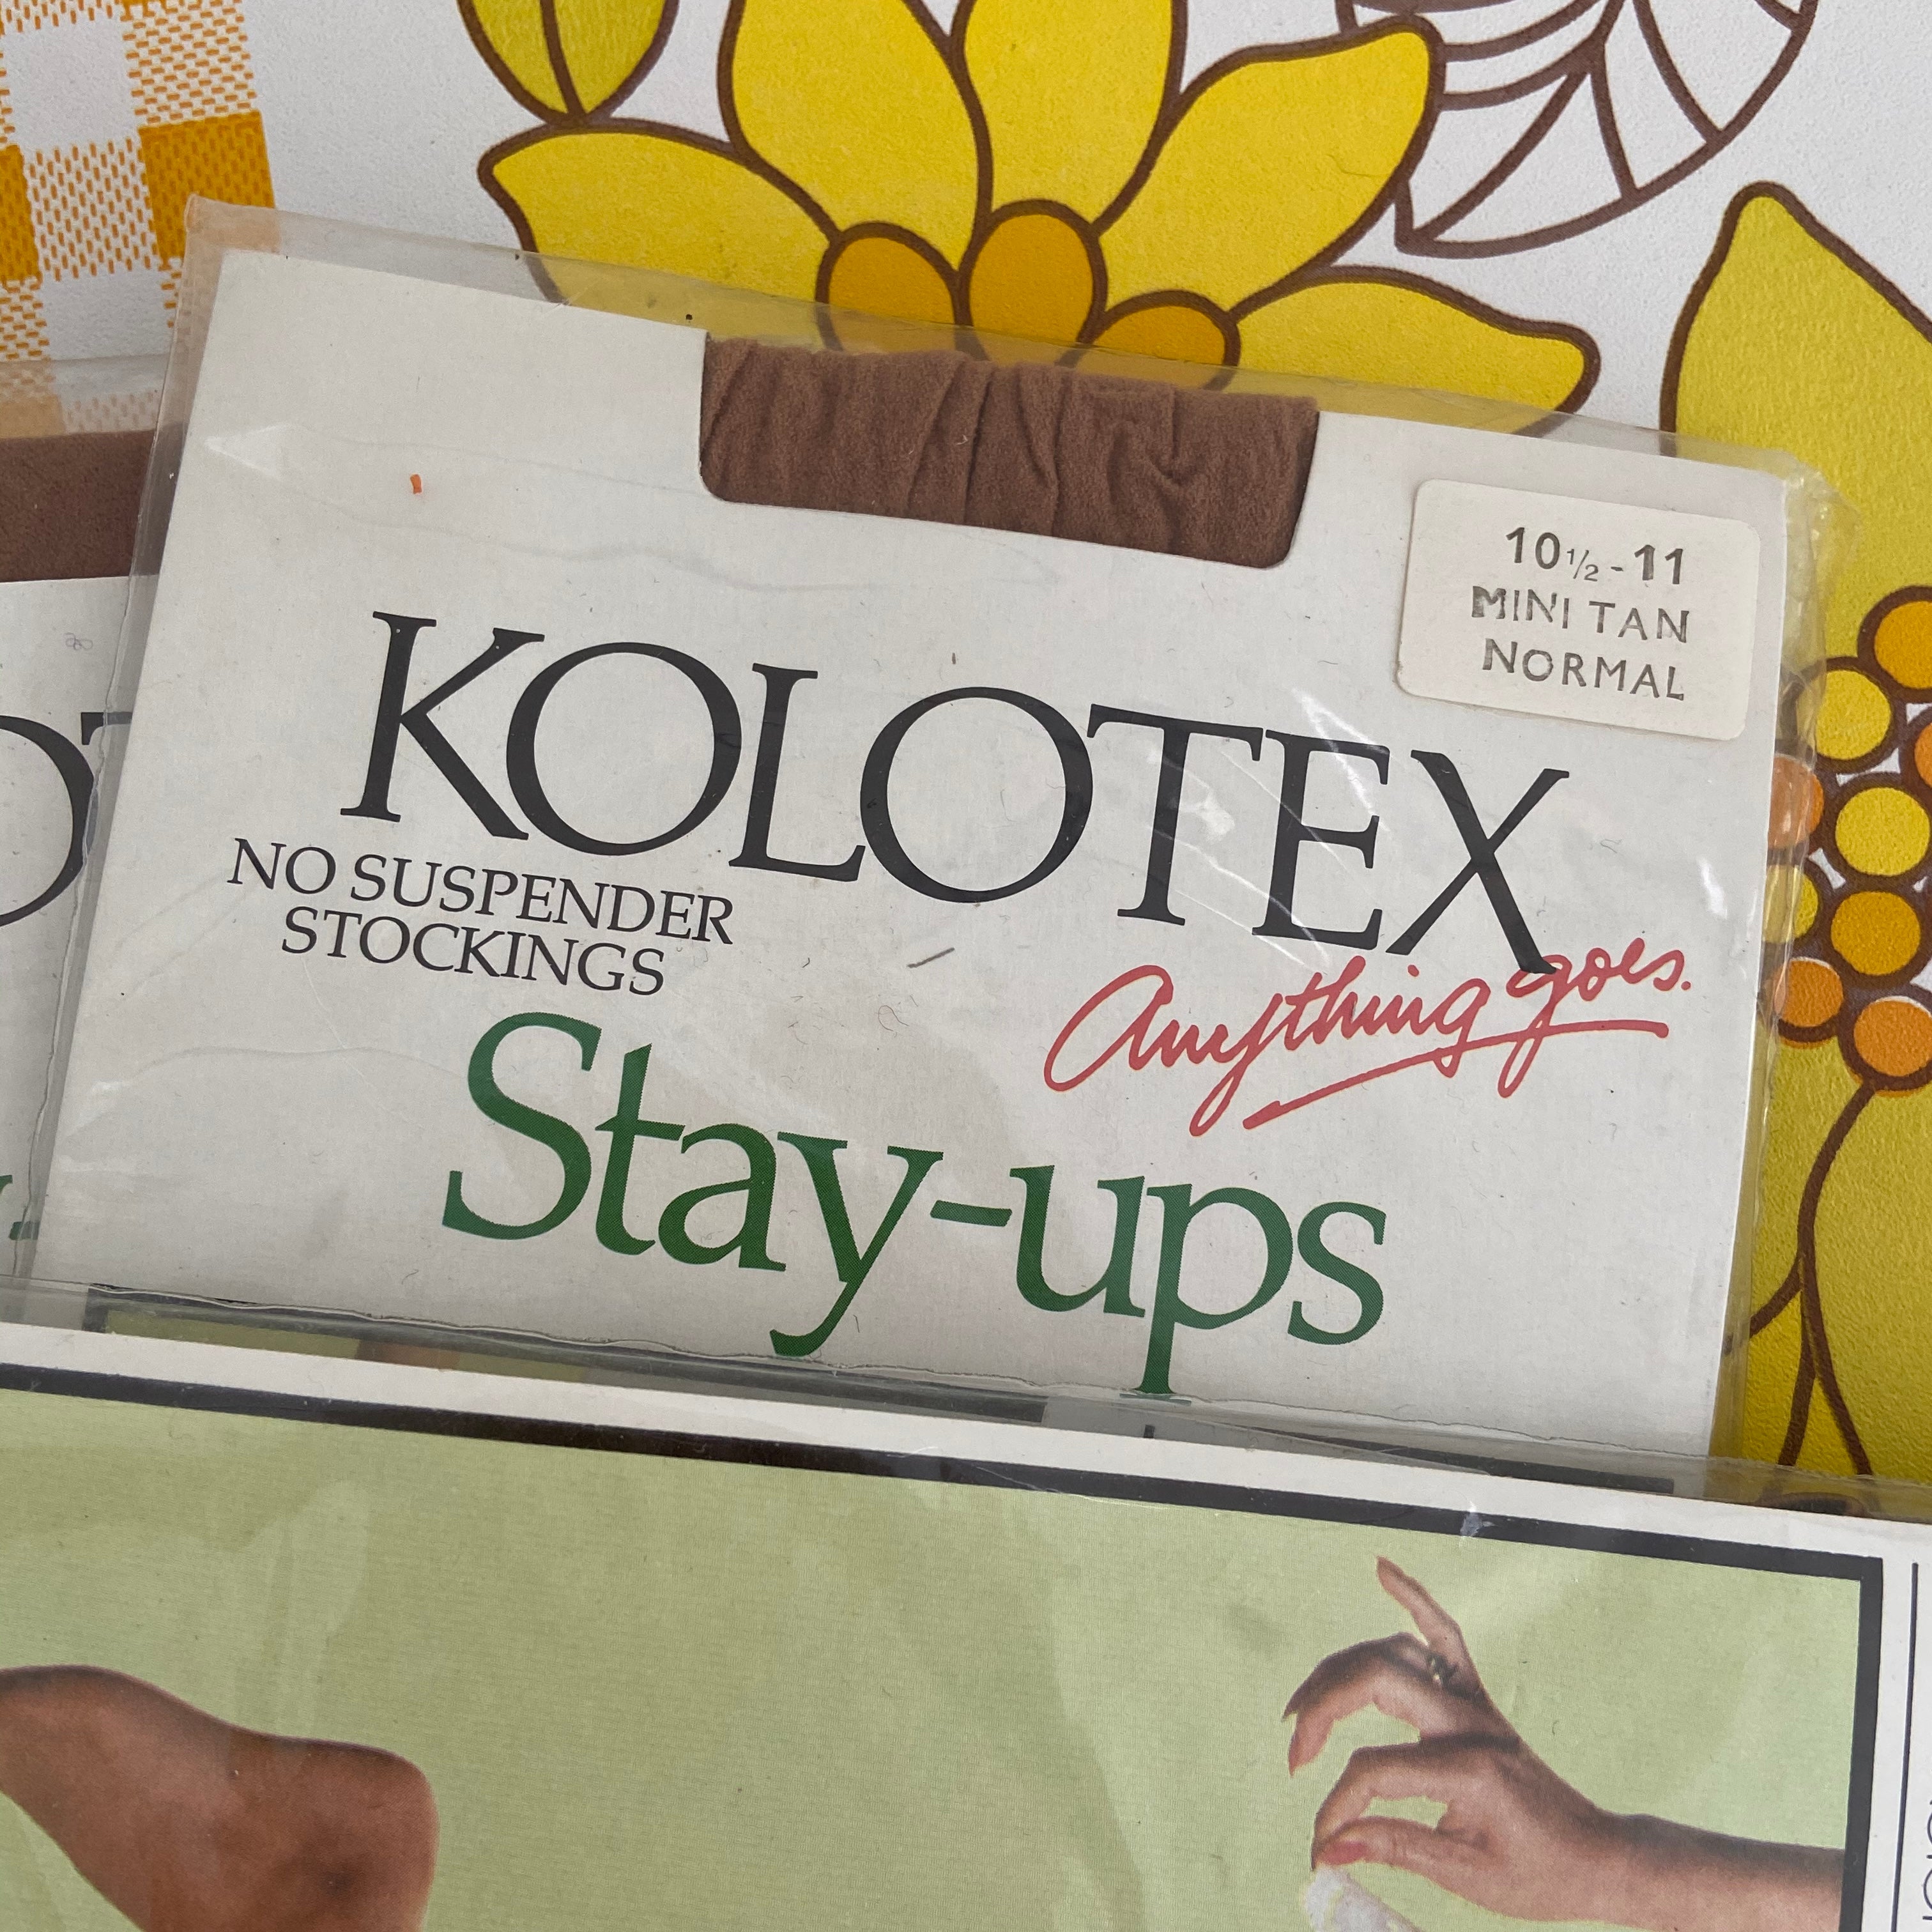 10½-11
MINI TAN
NORMAL
KOLOTEX
NO SUSPENDER
STOCKINGS
Anything goes.
Stay-ups